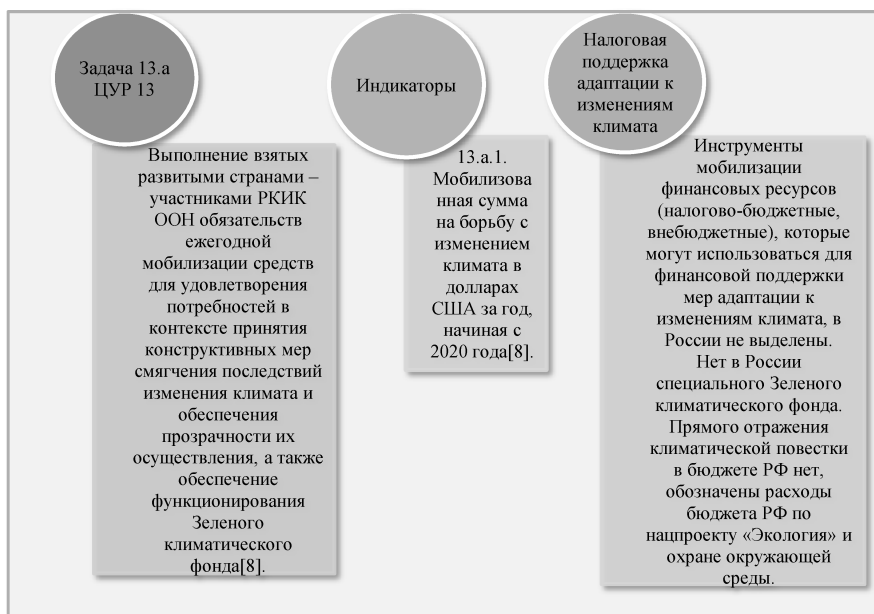 Задача 13.а
ЦУР 13
Выполнение взятых
развитыми странами –
участниками РКИК
ООН обязательств
ежегодной
мобилизации средств
для удовлетворения
потребностей в
контексте принятия
конструктивных мер
смягчения последствий
изменения климата и
обеспечения
прозрачности их
осуществления, а также
обеспечение
функционирования
Зеленого
климатического
фонда[8].
Индикаторы
13.а.1.
Мобилизова
нная сумма
на борьбу с
изменением
климата в
долларах
США за год,
начиная с
2020 года[8].
Налоговая
поддержка
адаптации к
изменениям
климата
Инструменты
мобилизации
финансовых ресурсов
(налогово-бюджетные,
внебюджетные), которые
могут использоваться для
финансовой поддержки
мер адаптации к
изменениям климата, в
России не выделены.
Нет в России
специального Зеленого
климатического фонда.
Прямого отражения
климатической повестки
в бюджете РФ нет,
обозначены расходы
бюджета РФ по
нацпроекту «Экология» и
охране окружающей
среды.